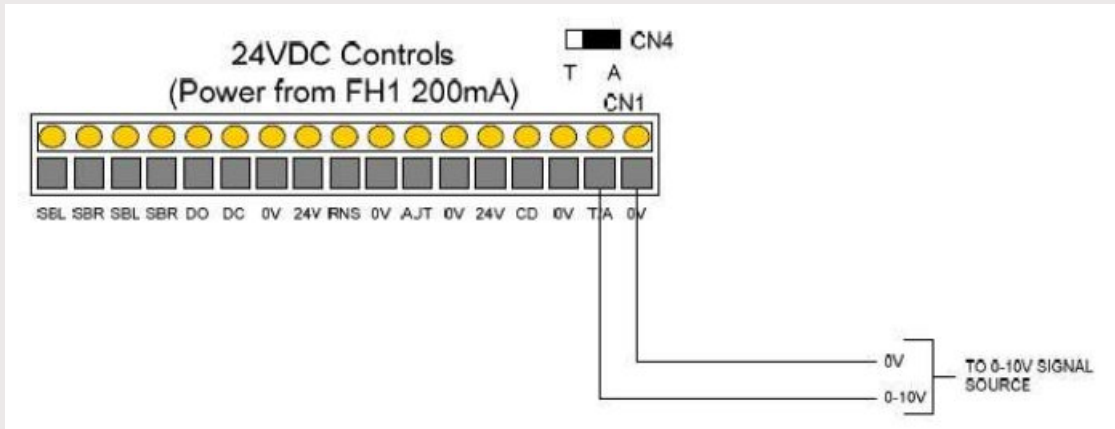 24VDC Controls
(Power from FH1 200mA)
CN4
T A
CN1
SBL SBR SBL SBR DO DC 0V 24V RNS 0V AJT 0V 24V CD 0V T/A 0V
0V
TO 0-10V SIGNAL
SOURCE
0-10V